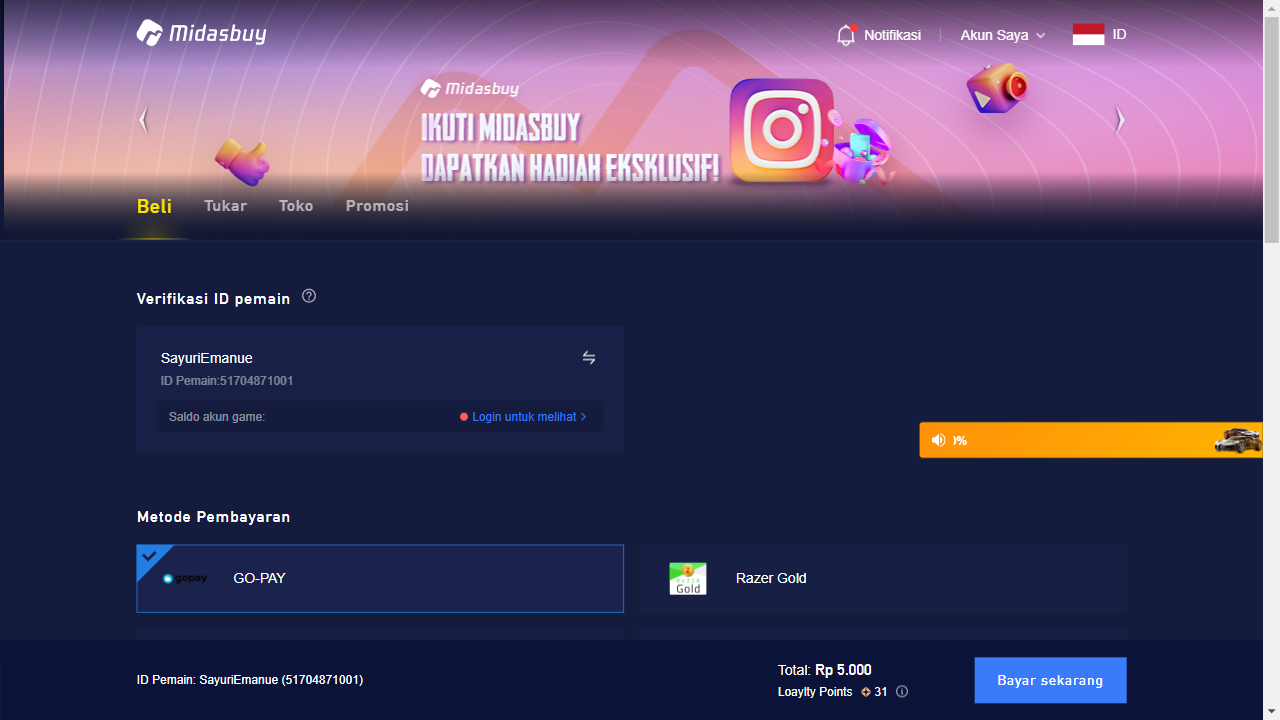 Midasbuy
Notifikasi
Akun Saya
ID
Midasbuy
IKUTI MIDASBUY
DAPATKAN HADIAH EKSKLUSIF!
Beli
Tukar
Toko
Promosi
Verifikasi ID pemain
SayuriEmanue
ID Pemain:51704871001
Saldo akun game:
Login untuk melihat
Metode Pembayaran
gopay
GO-PAY
RAZER
Gold
Razer Gold
ID Pemain: SayuriEmanue (51704871001)
Total: Rp 5.000
Loaylty Points 31
Bayar sekarang